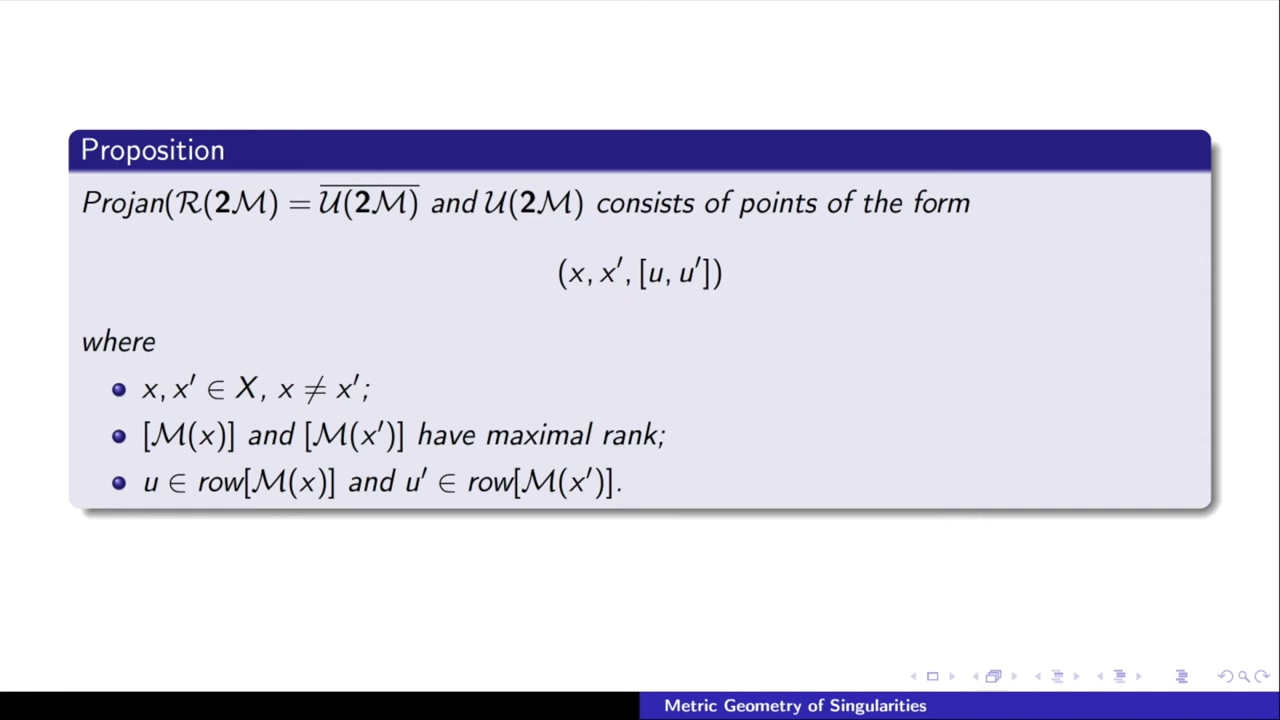 Proposition
Projan(ℛ(𝟐ℳ) = \overline{𝒰(𝟐ℳ)} and 𝒰(𝟐ℳ) consists of points of the form
(x, x′, [u, u′])
where
x, x′ ∈ X, x ≠ x′;
[ℳ(x)] and [ℳ(x′)] have maximal rank;
u ∈ row[ℳ(x)] and u′ ∈ row[ℳ(x′)].
Metric Geometry of Singularities